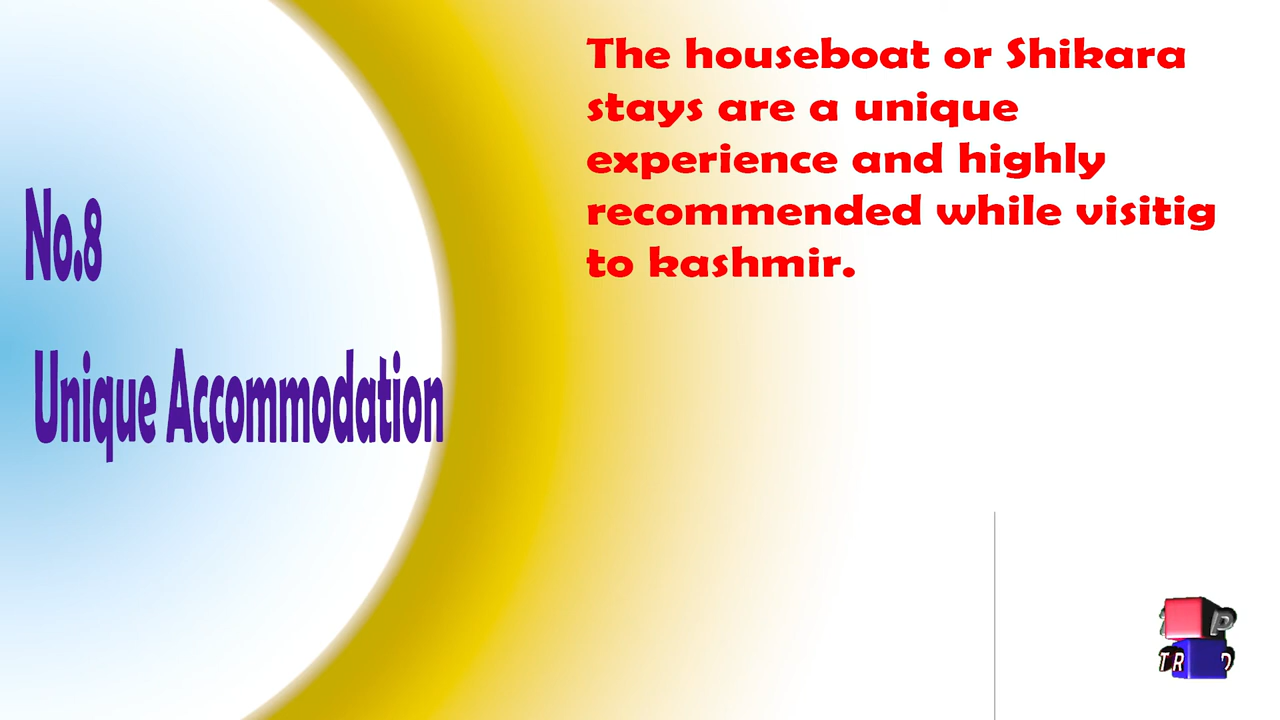 No.8
Unique Accommodation
The houseboat or Shikara
stays are a unique
experience and highly
recommended while visitig
to kashmir.
P
TR D